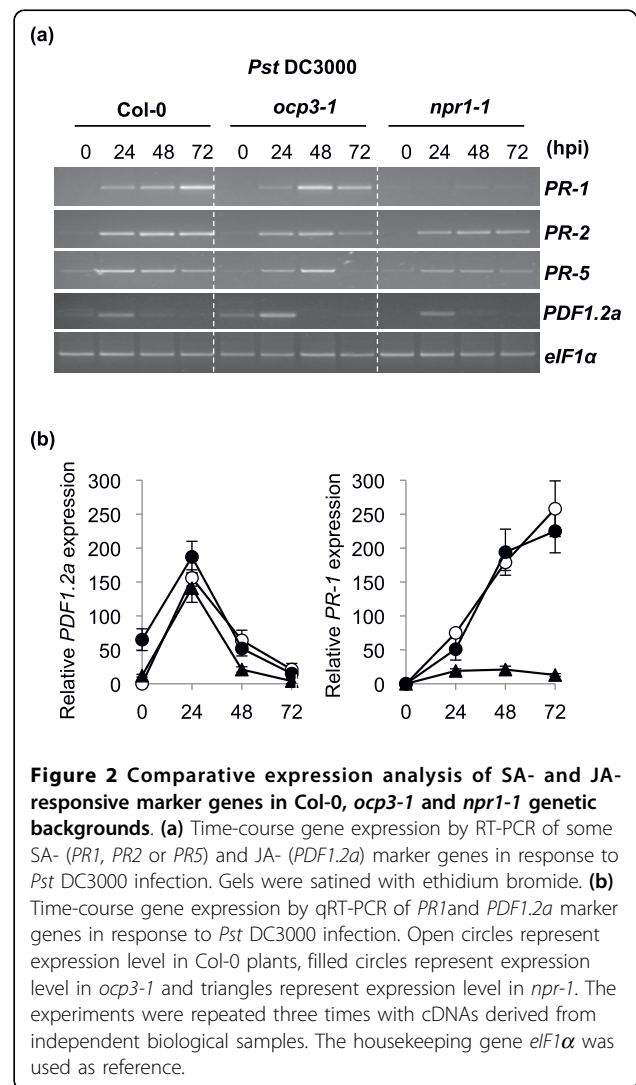 (a)
Pst DC3000
Col-0 ocp3-1 npr1-1
0 24 48 72 0 24 48 72 0 24 48 72 (hpi)
PR-1
PR-2
PR-5
PDF1.2a
eIF1α
(b)
Relative PDF1.2a expression
300
250
200
150
100
50
0
0 24 48 72
Relative PR-1 expression
300
250
200
150
100
50
0
0 24 48 72
Figure 2 Comparative expression analysis of SA- and JA-
responsive marker genes in Col-0, ocp3-1 and npr1-1 genetic
backgrounds. (a) Time-course gene expression by RT-PCR of some
SA- (PR1, PR2 or PR5) and JA- (PDF1.2a) marker genes in response to
Pst DC3000 infection. Gels were satined with ethidium bromide. (b)
Time-course gene expression by qRT-PCR of PR1and PDF1.2a marker
genes in response to Pst DC3000 infection. Open circles represent
expression level in Col-0 plants, filled circles represent expression
level in ocp3-1 and triangles represent expression level in npr-1. The
experiments were repeated three times with cDNAs derived from
independent biological samples. The housekeeping gene eIF1α was
used as reference.